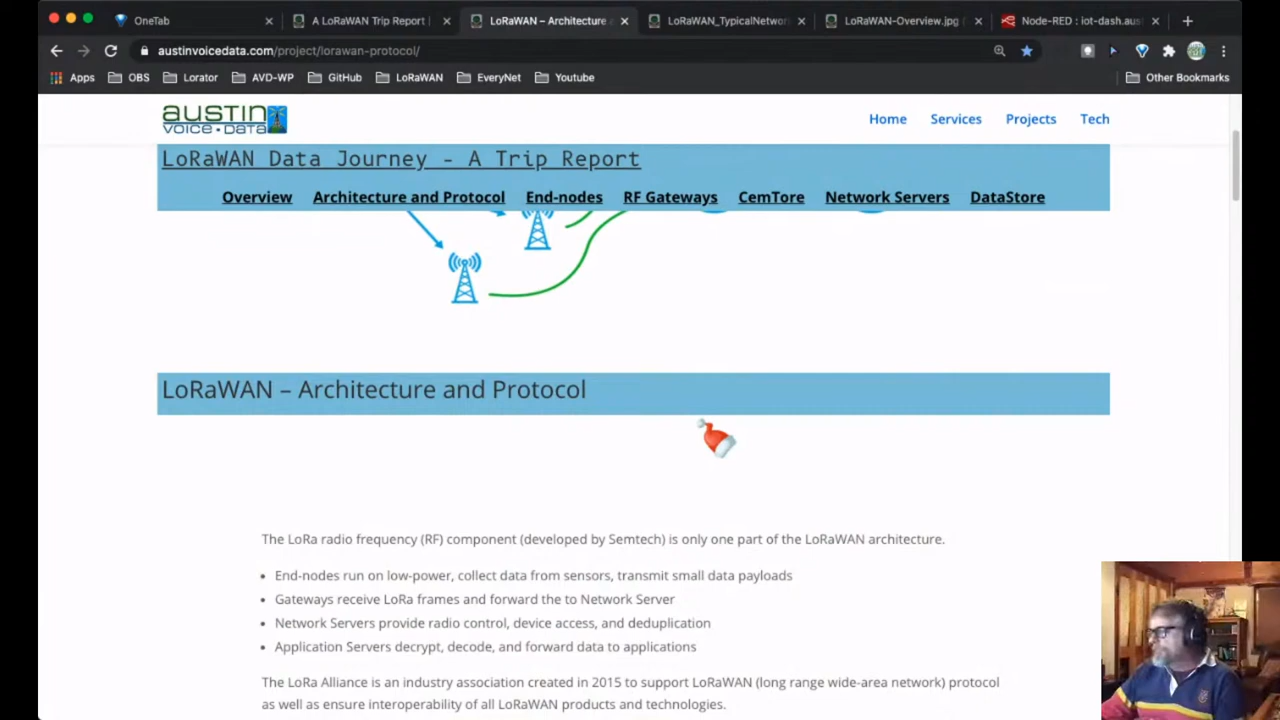 OneTab
A LoRaWAN Trip Report |
LoRaWAN – Architecture
LoRaWAN_TypicalNetwor
LoRaWAN-Overview.jpg (
Node-RED : iot-dash.aus
austinvoicedata.com/project/lorawan-protocol/
Apps
OBS
Lorator
AVD-WP
GitHub
LoRaWAN
EveryNet
Youtube
Other Bookmarks
AUSTIN
VOICE • DATA
Home
Services
Projects
Tech
LoRaWAN Data Journey - A Trip Report
Overview
Architecture and Protocol
End-nodes
RF Gateways
CemTore
Network Servers
DataStore
LoRaWAN – Architecture and Protocol
The LoRa radio frequency (RF) component (developed by Semtech) is only one part of the LoRaWAN architecture.
• End-nodes run on low-power, collect data from sensors, transmit small data payloads
• Gateways receive LoRa frames and forward the to Network Server
• Network Servers provide radio control, device access, and deduplication
• Application Servers decrypt, decode, and forward data to applications
The LoRa Alliance is an industry association created in 2015 to support LoRaWAN (long range wide-area network) protocol
as well as ensure interoperability of all LoRaWAN products and technologies.